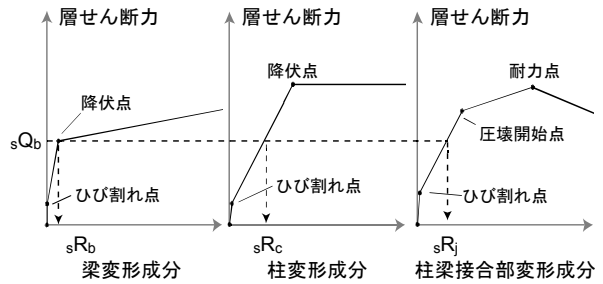 層せん断力
降伏点
sQb
ひび割れ点
sRb
梁変形成分
層せん断力
降伏点
ひび割れ点
sRc
柱変形成分
層せん断力
耐力点
圧壊開始点
ひび割れ点
sRj
柱梁接合部変形成分